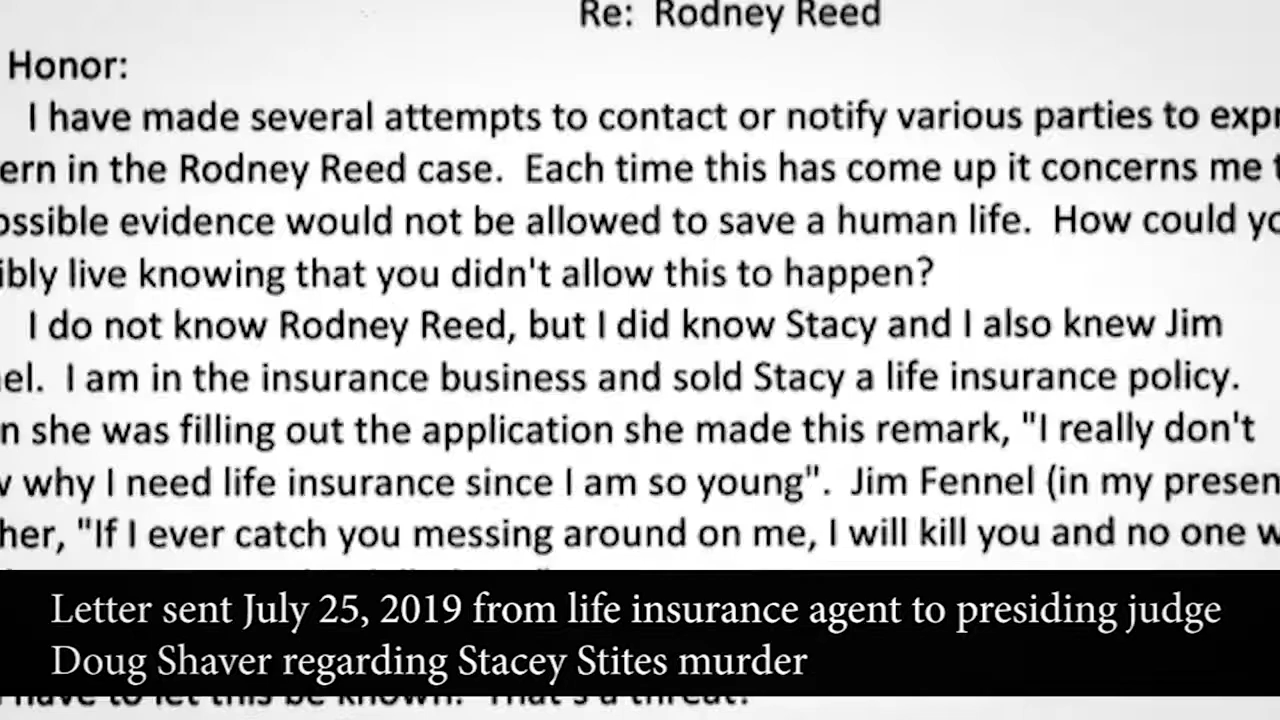 Re: Rodney Reed
Honor:
I have made several attempts to contact or notify various parties to expr
ern in the Rodney Reed case. Each time this has come up it concerns me t
ossible evidence would not be allowed to save a human life. How could yo
ibly live knowing that you didn't allow this to happen?
I do not know Rodney Reed, but I did know Stacy and I also knew Jim
el. I am in the insurance business and sold Stacy a life insurance policy.
n she was filling out the application she made this remark, "I really don't
w why I need life insurance since I am so young". Jim Fennel (in my presen
her, "If I ever catch you messing around on me, I will kill you and no one w
Letter sent July 25, 2019 from life insurance agent to presiding judge
Doug Shaver regarding Stacey Stites murder
have to let this be known. That's a threat.